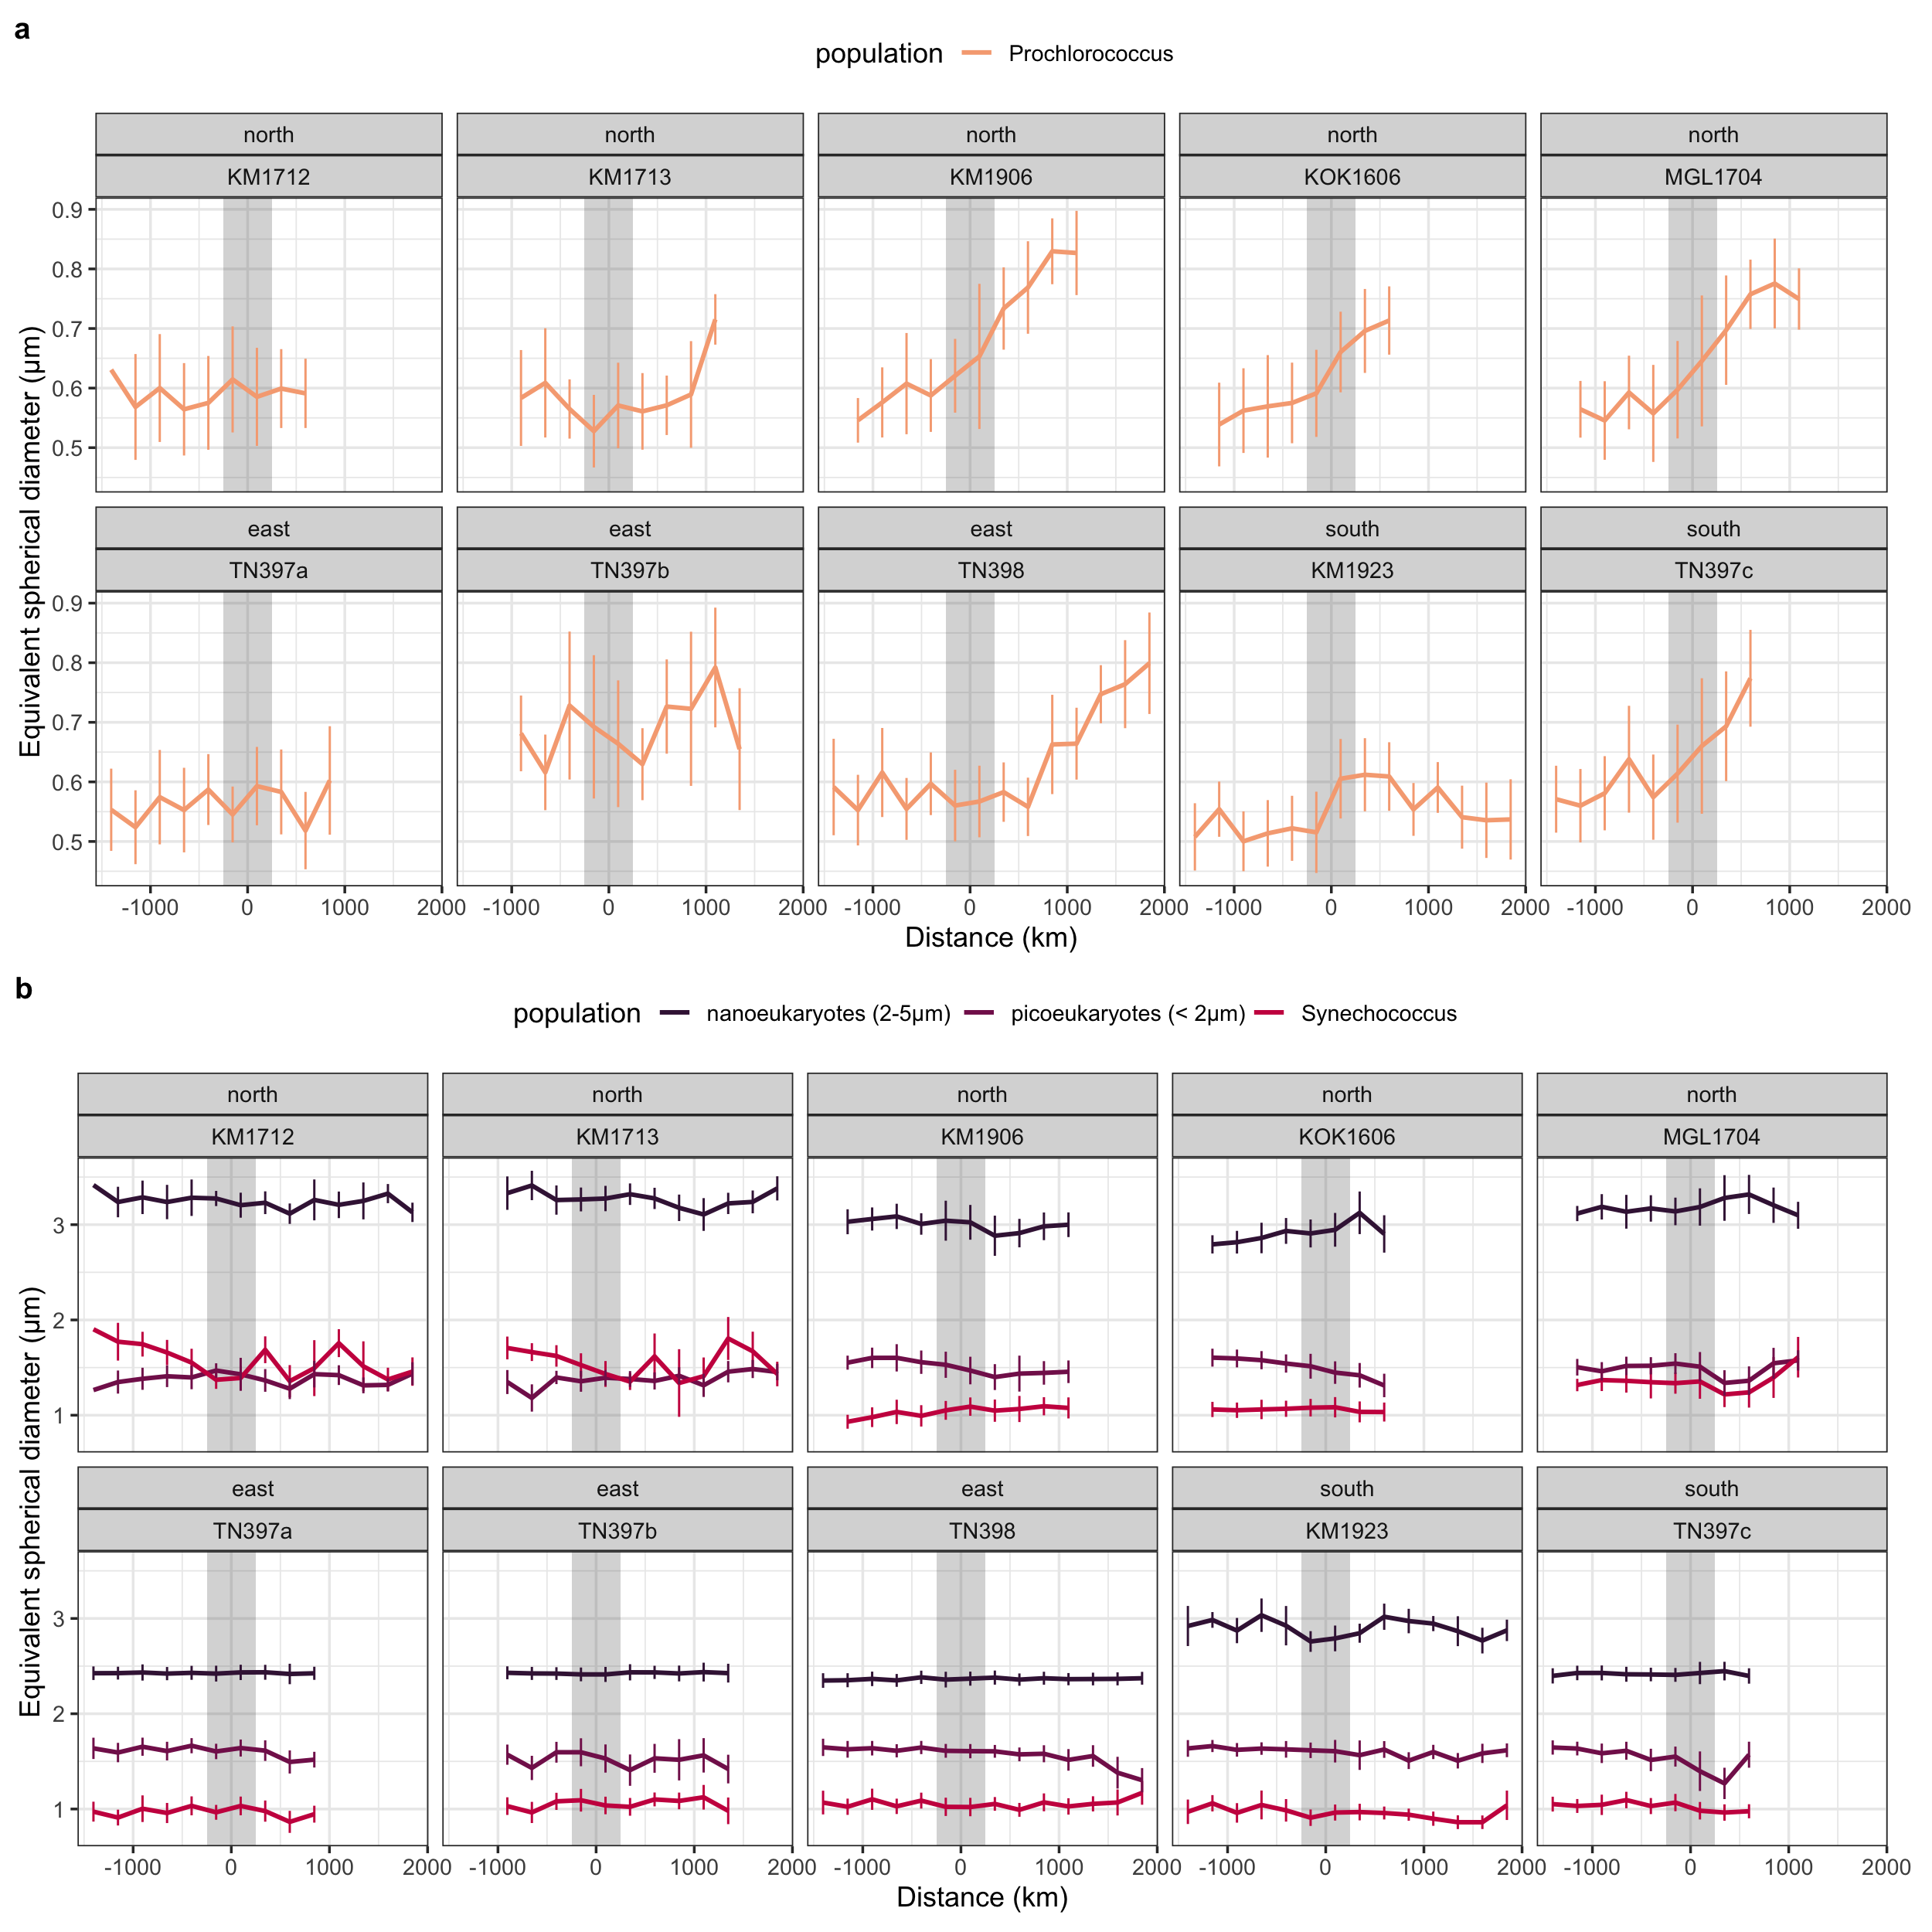 a
population Prochlorococcus
north north north north north
KM1712 KM1713 KM1906 KOK1606 MGL1704
0.9
0.8
0.7
0.6
0.5
east east east south south
TN397a TN397b TN398 KM1923 TN397c
0.9
0.8
0.7
0.6
0.5
Equivalent spherical diameter (µm)
-1000 0 1000 2000 -1000 0 1000 2000 -1000 0 1000 2000 -1000 0 1000 2000 -1000 0 1000 2000
Distance (km)
b
population nanoeukaryotes (2-5µm) picoeukaryotes (< 2µm) Synechococcus
north north north north north
KM1712 KM1713 KM1906 KOK1606 MGL1704
3
2
1
east east east south south
TN397a TN397b TN398 KM1923 TN397c
3
2
1
Equivalent spherical diameter (µm)
-1000 0 1000 2000 -1000 0 1000 2000 -1000 0 1000 2000 -1000 0 1000 2000 -1000 0 1000 2000
Distance (km)